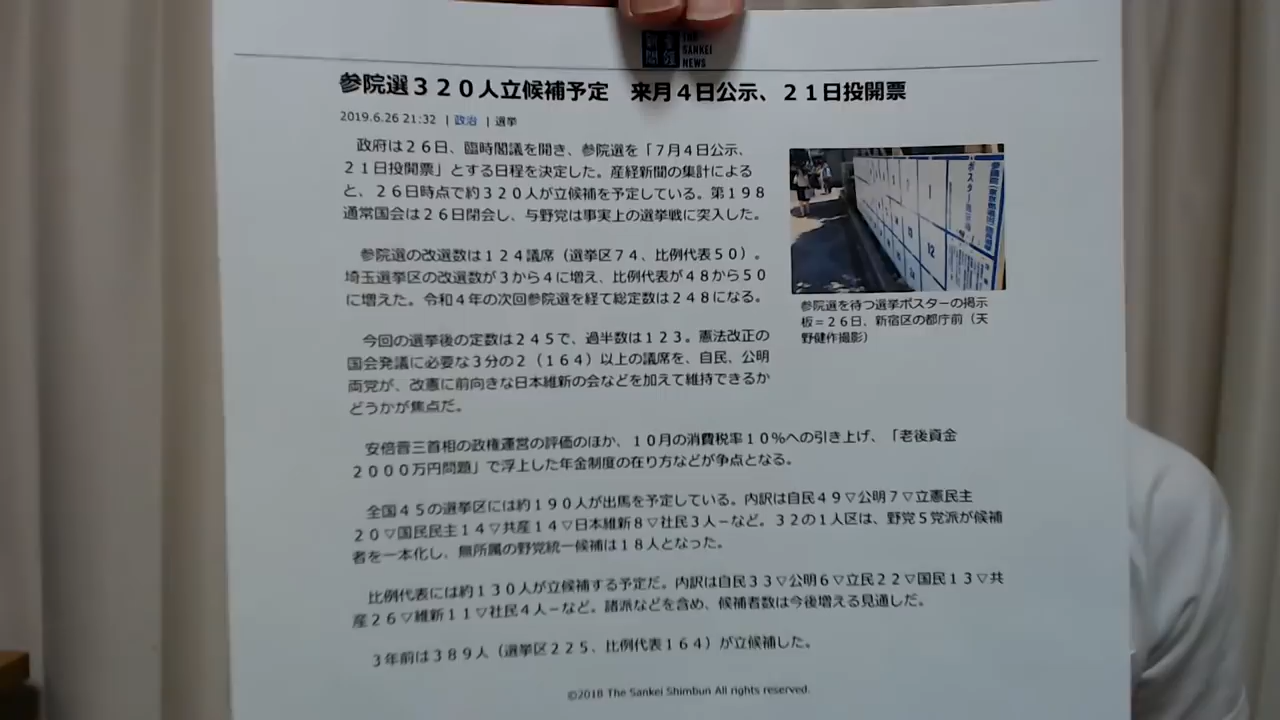 新聞 産経
THE
SANKEI
NEWS
参院選３２０人立候補予定　来月４日公示、２１日投開票
2019.6.26 21:32 | 政治 | 選挙
政府は２６日、臨時閣議を開き、参院選を「７月４日公示、
２１日投開票」とする日程を決定した。産経新聞の集計による
と、２６日時点で約３２０人が立候補を予定している。第１９８
通常国会は２６日閉会し、与野党は事実上の選挙戦に突入した。
参院選の改選数は１２４議席（選挙区７４、比例代表５０）。
埼玉選挙区の改選数が３から４に増え、比例代表が４８から５０
に増えた。令和４年の次回参院選を経て総定数は２４８になる。
今回の選挙後の定数は２４５で、過半数は１２３。憲法改正の
国会発議に必要な３分の２（１６４）以上の議席を、自民、公明
両党が、改憲に前向きな日本維新の会などを加えて維持できるか
どうかが焦点だ。
参院選を待つ選挙ポスターの掲示
板＝２６日、新宿区の都庁前（天
野健作撮影）
安倍晋三首相の政権運営の評価のほか、１０月の消費税率１０％への引き上げ、「老後資金
２０００万円問題」で浮上した年金制度の在り方などが争点となる。
全国４５の選挙区には約１９０人が出馬を予定している。内訳は自民４９▽公明７▽立憲民主
２０▽国民民主１４▽共産１４▽日本維新８▽社民３人－など。３２の１人区は、野党５党派が候補
者を一本化し、無所属の野党統一候補は１８人となった。
比例代表には約１３０人が立候補する予定だ。内訳は自民３３▽公明６▽立民２２▽国民１３▽共
産２６▽維新１１▽社民４人－など。諸派などを含め、候補者数は今後増える見通しだ。
３年前は３８９人（選挙区２２５、比例代表１６４）が立候補した。
©2018 The Sankei Shimbun All rights reserved.